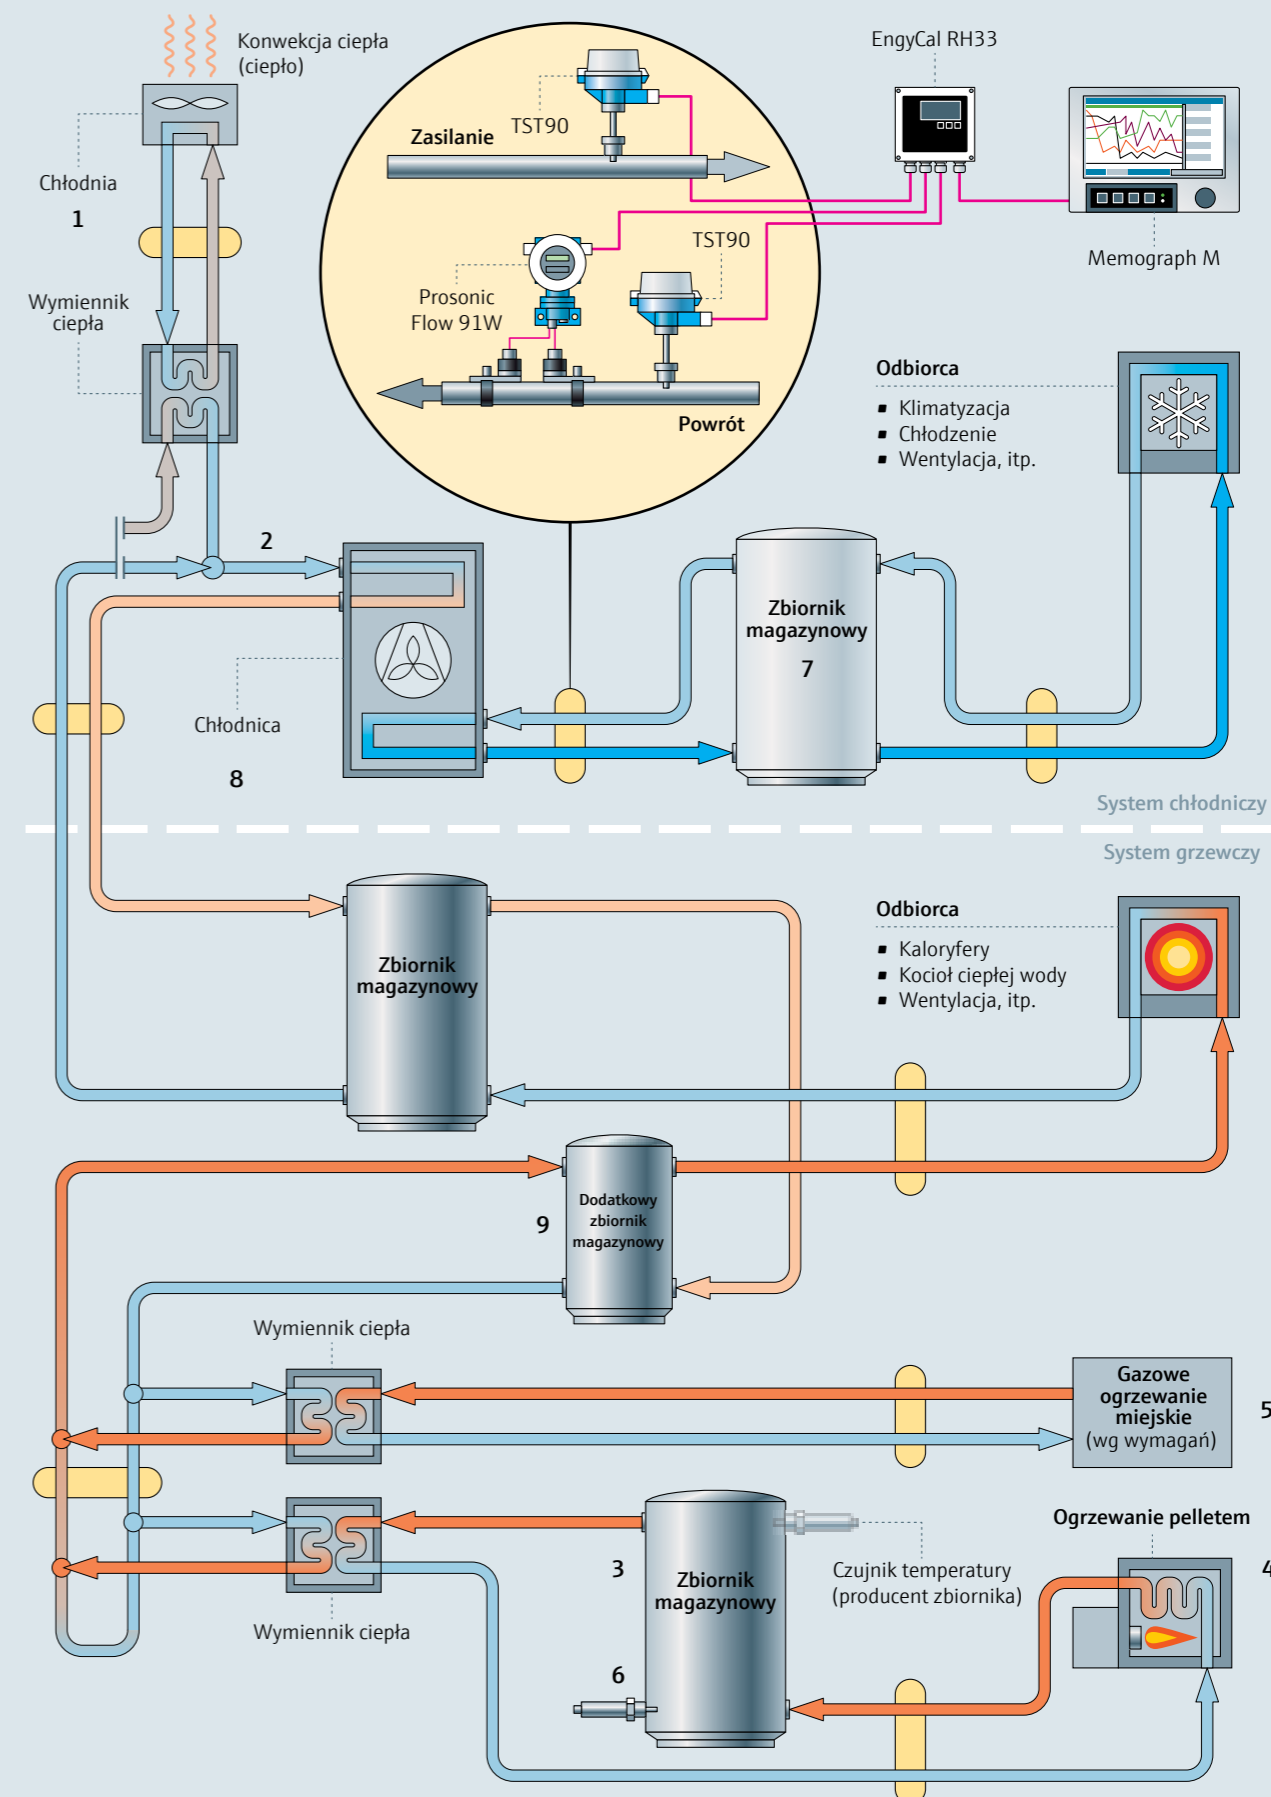 Konwekcja ciepła
(ciepło)
Chłodnia
1
Wymiennik
ciepła
2
Zasilanie
TST90
EngyCal RH33
Memograph M
TST90
Prosonic
Flow 91W
Powrót
Odbiorca
▪ Klimatyzacja
▪ Chłodzenie
▪ Wentylacja, itp.
Zbiornik
magazynowy
7
Chłodnica
8
System chłodniczy
System grzewczy
Zbiornik
magazynowy
Odbiorca
▪ Kaloryfery
▪ Kocioł ciepłej wody
▪ Wentylacja, itp.
9
Dodatkowy
zbiornik
magazynowy
Wymiennik ciepła
Gazowe
ogrzewanie
miejskie
(wg wymagań)
5
Ogrzewanie pelletem
4
3
Zbiornik
magazynowy
Czujnik temperatury
(producent zbiornika)
Wymiennik ciepła
6